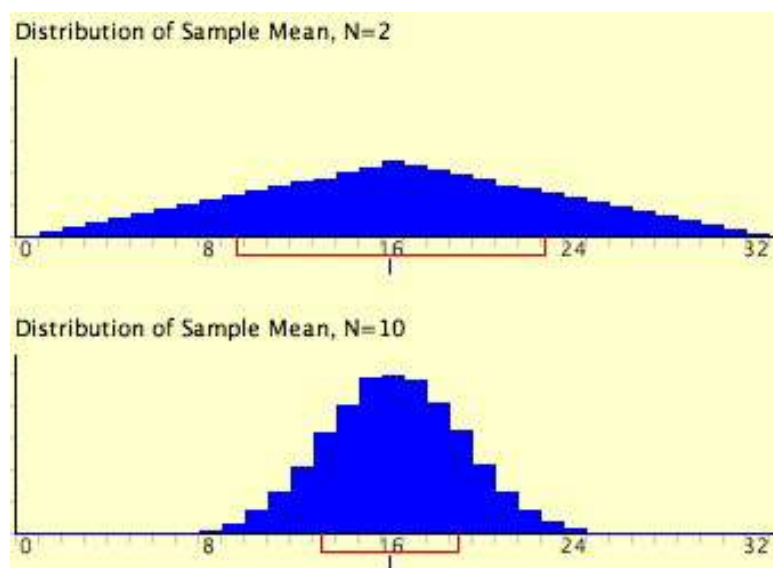 Distribution of Sample Mean, N=2
0 8 16 24 32
Distribution of Sample Mean, N=10
0 8 16 24 32